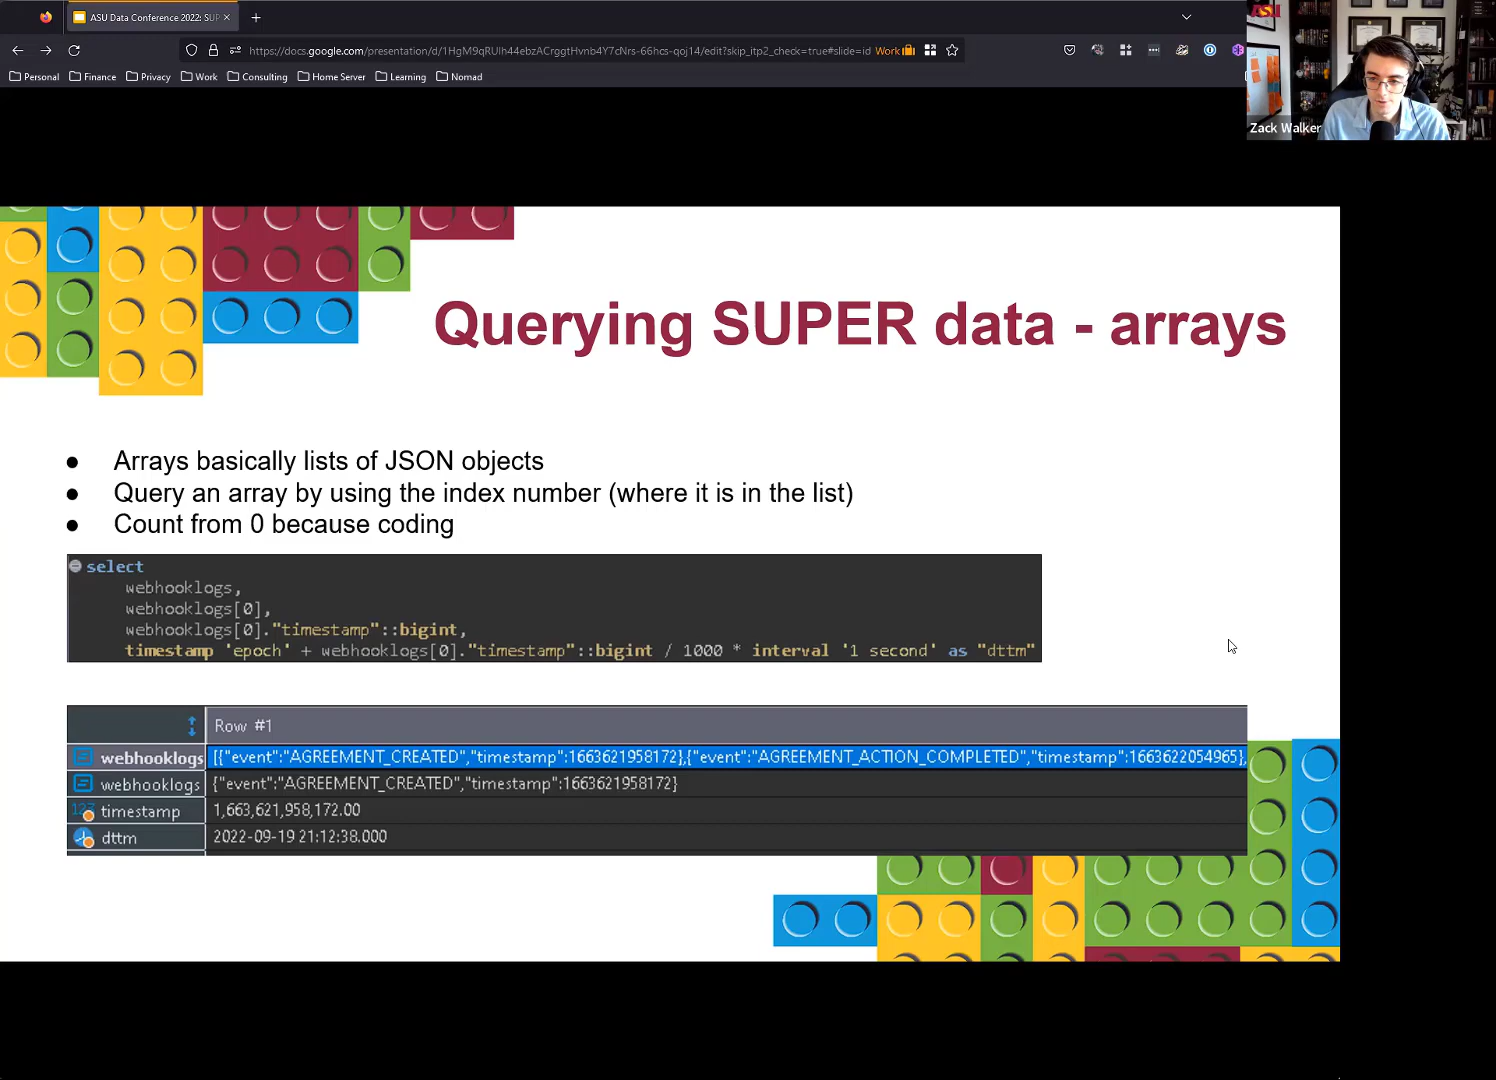 ASU Data Conference 2022: SUP
https://docs.google.com/presentation/d/1HgM9qRUIh44ebzACrggtHvnb4Y7cNrs-66hcs-qoj14/edit?skip_itp2_check=true#slide=id
Work
Personal
Finance
Privacy
Work
Consulting
Home Server
Learning
Nomad
ASU
Zack Walker
Querying SUPER data - arrays
● Arrays basically lists of JSON objects
● Query an array by using the index number (where it is in the list)
● Count from 0 because coding
select
webhooklogs,
webhooklogs[0],
webhooklogs[0]."timestamp"::bigint,
timestamp 'epoch' + webhooklogs[0]."timestamp"::bigint / 1000 * interval '1 second' as "dttm"
Row #1
webhooklogs [{"event":"AGREEMENT_CREATED","timestamp":1663621958172},{"event":"AGREEMENT_ACTION_COMPLETED","timestamp":1663622054965},
webhooklogs {"event":"AGREEMENT_CREATED","timestamp":1663621958172}
123 timestamp 1,663,621,958,172.00
dttm 2022-09-19 21:12:38.000